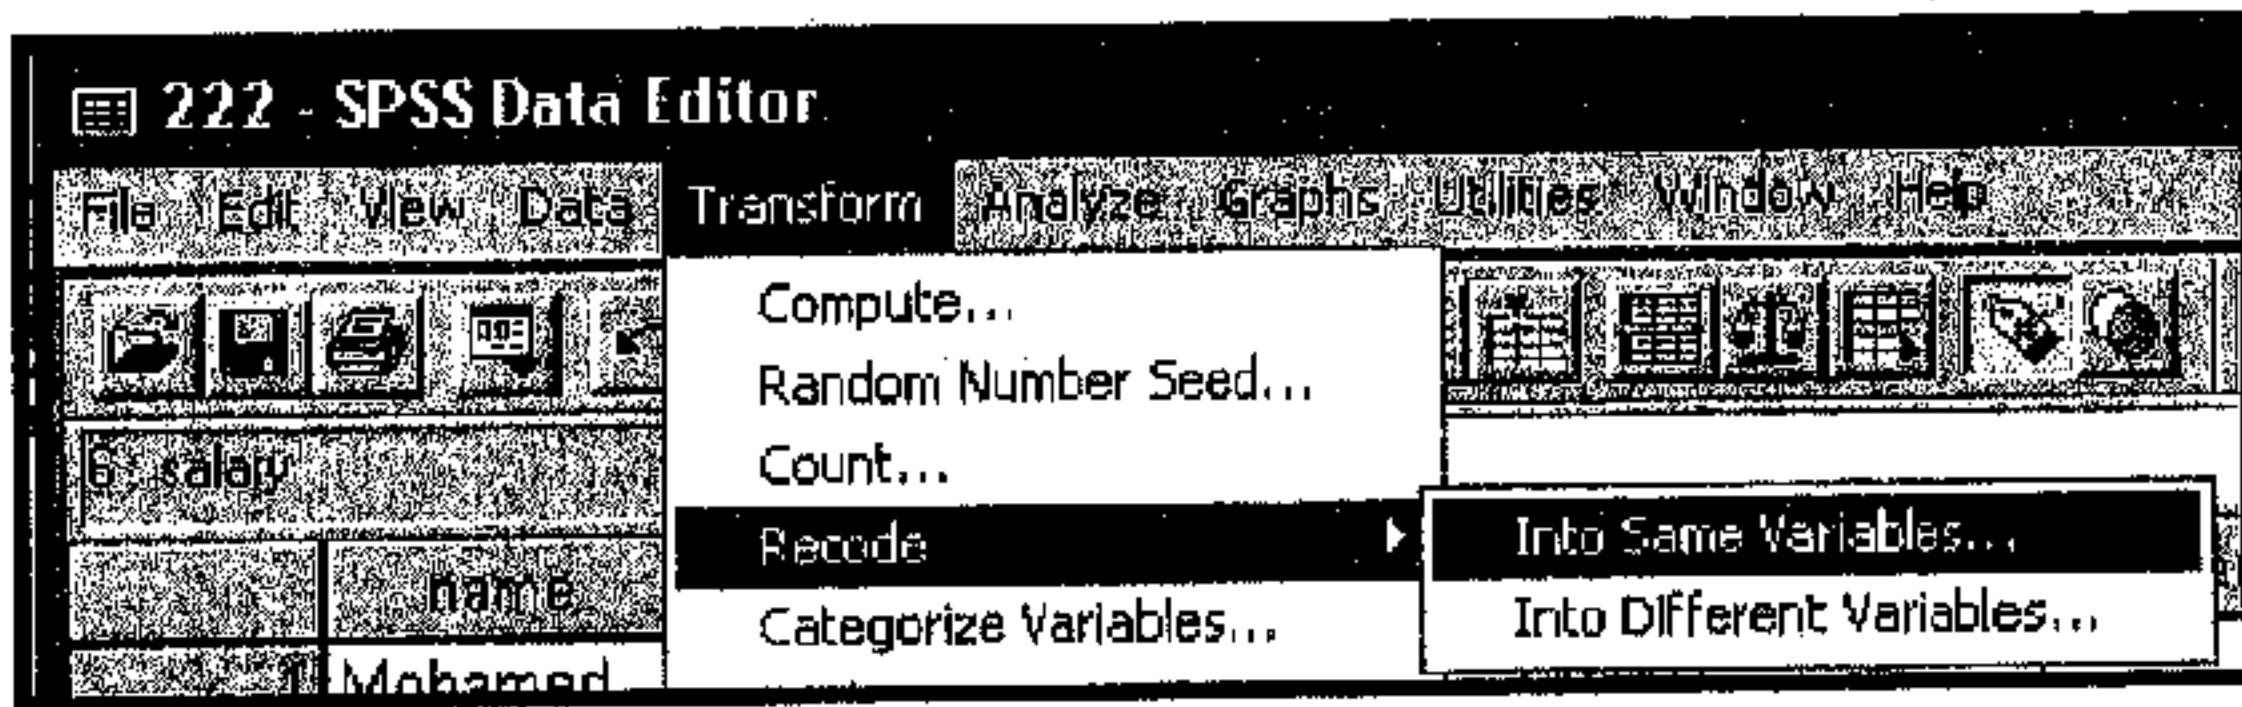 222 - SPSS Data Editor
File Edit View Data Transform Analyze Graphs Utilities Window Help
Compute...
Random Number Seed...
6 : salary
Count...
Recode
Into Same Variables...
name
Categorize Variables...
Into Different Variables...
1 Mohamed